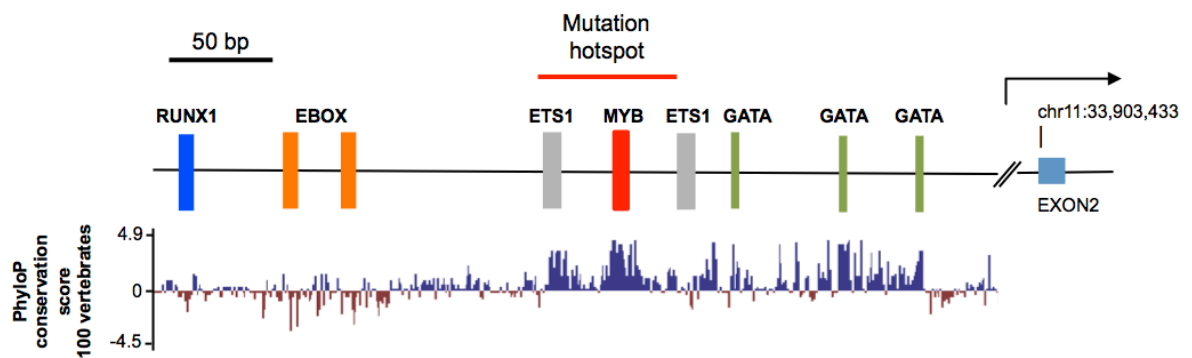 50 bp
Mutation
hotspot
RUNX1 EBOX ETS1 MYB ETS1 GATA GATA GATA
chr11:33,903,433
EXON2
4.9
0
-4.5
PhyloP
conservation
score
100 vertebrates